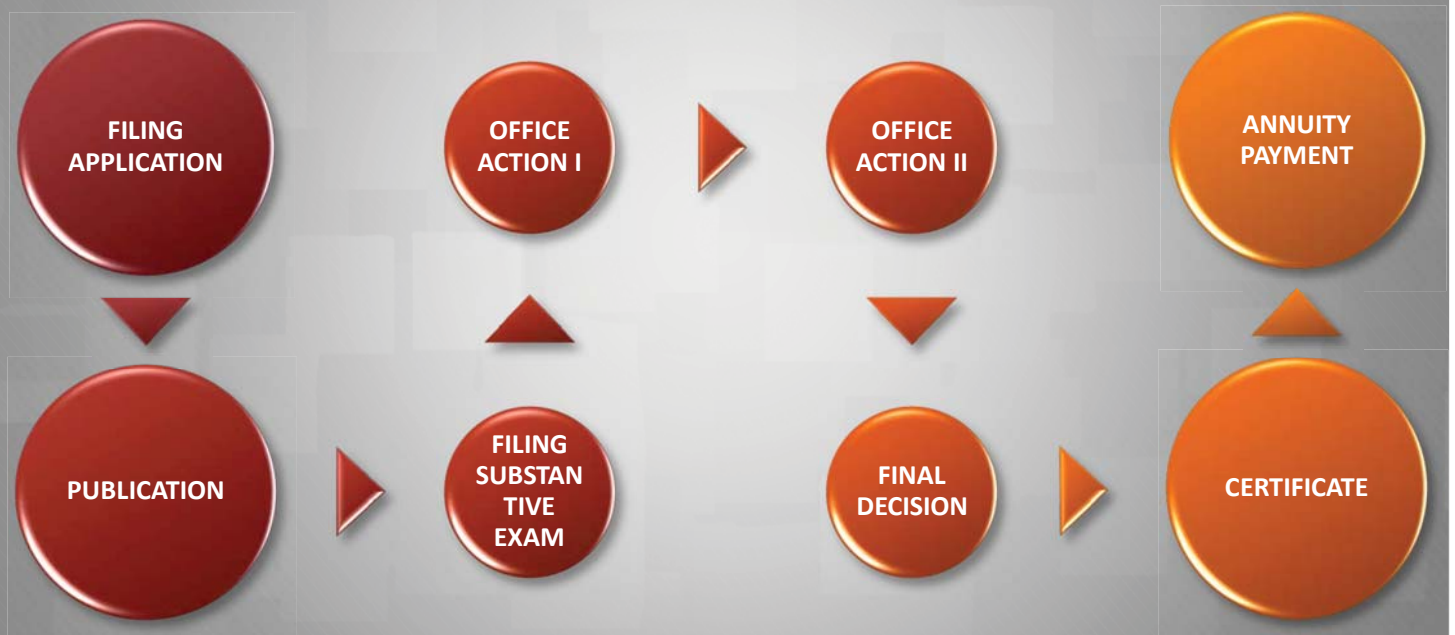 FILING
APPLICATION
PUBLICATION
FILING
SUBSTAN
TIVE
EXAM
OFFICE
ACTION I
OFFICE
ACTION II
FINAL
DECISION
CERTIFICATE
ANNUITY
PAYMENT